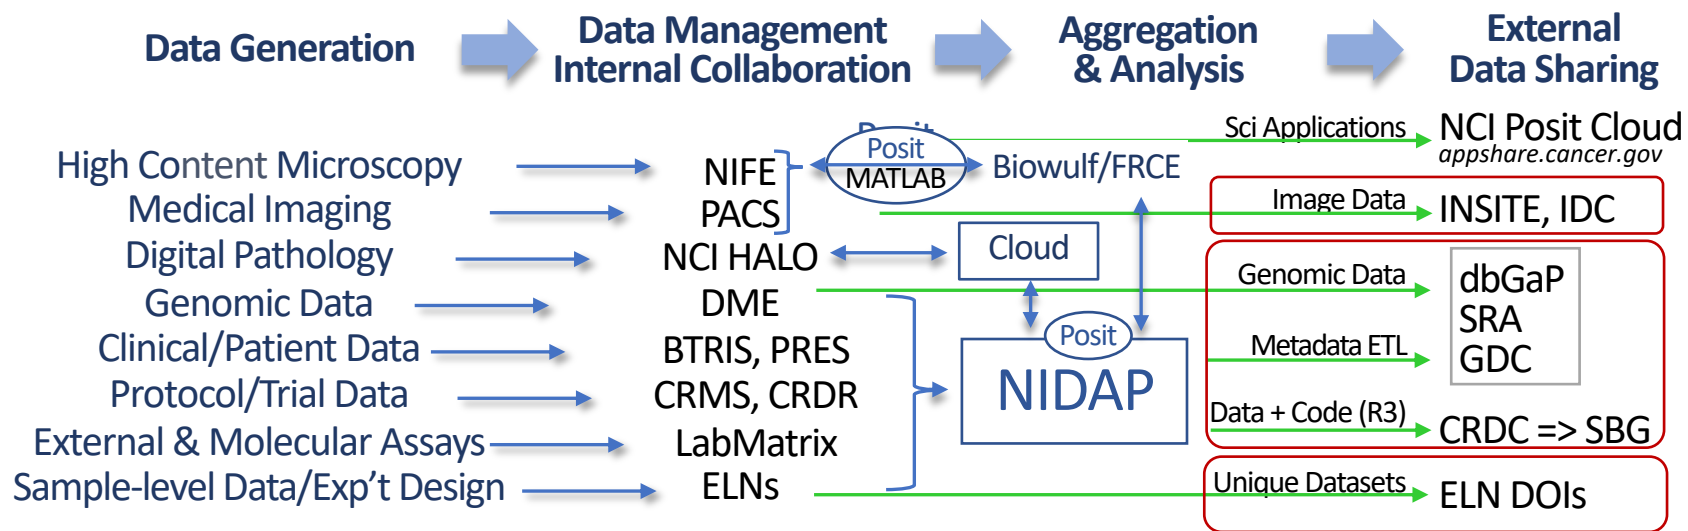 Data Generation
Data Management
Internal Collaboration
Aggregation
& Analysis
External
Data Sharing
High Content Microscopy
Medical Imaging
Digital Pathology
Genomic Data
Clinical/Patient Data
Protocol/Trial Data
External & Molecular Assays
Sample-level Data/Exp't Design
NIFE
PACS
NCI HALO
DME
BTRIS, PRES
CRMS, CRDR
LabMatrix
ELNs
Posit
Posit
MATLAB
Biowulf/FRCE
Cloud
Posit
NIDAP
Sci Applications
NCI Posit Cloud
appshare.cancer.gov
Image Data
INSITE, IDC
Genomic Data
dbGaP
SRA
GDC
Metadata ETL
Data + Code (R3)
CRDC => SBG
Unique Datasets
ELN DOIs